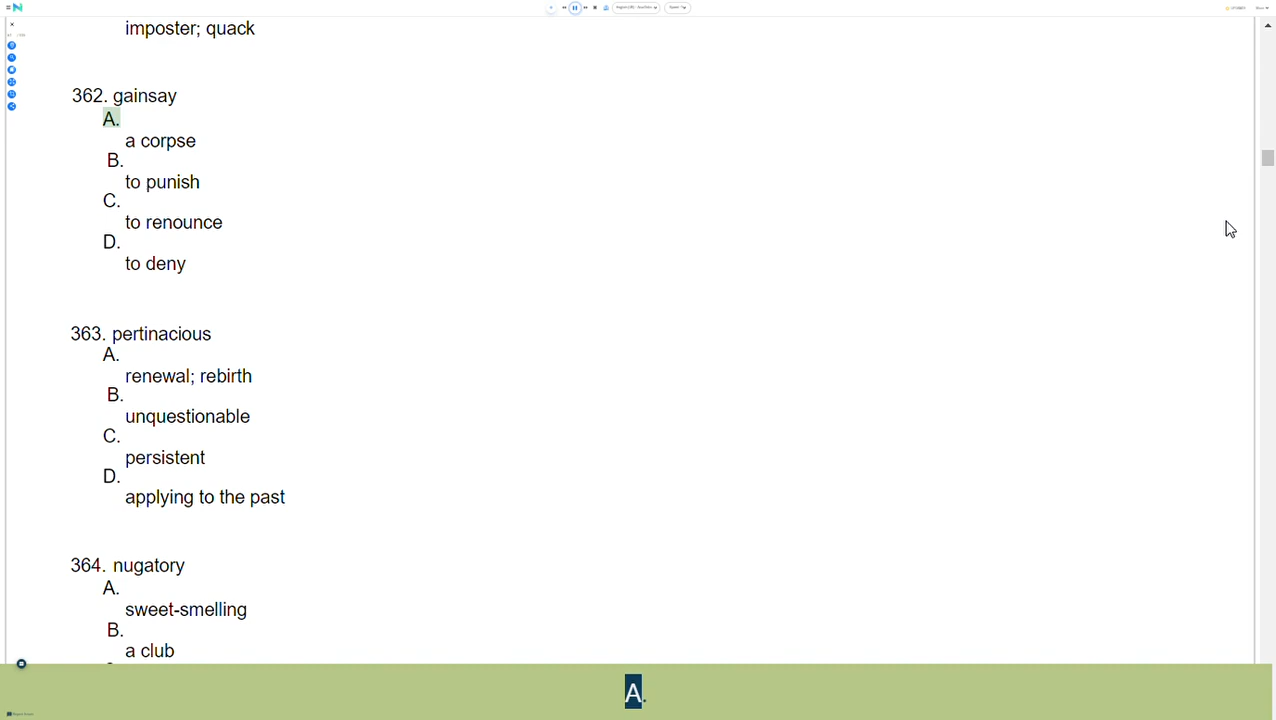 imposter; quack
362. gainsay
A.
a corpse
B.
to punish
C.
to renounce
D.
to deny
363. pertinacious
A.
renewal; rebirth
B.
unquestionable
C.
persistent
D.
applying to the past
364. nugatory
A.
sweet-smelling
B.
a club
A.